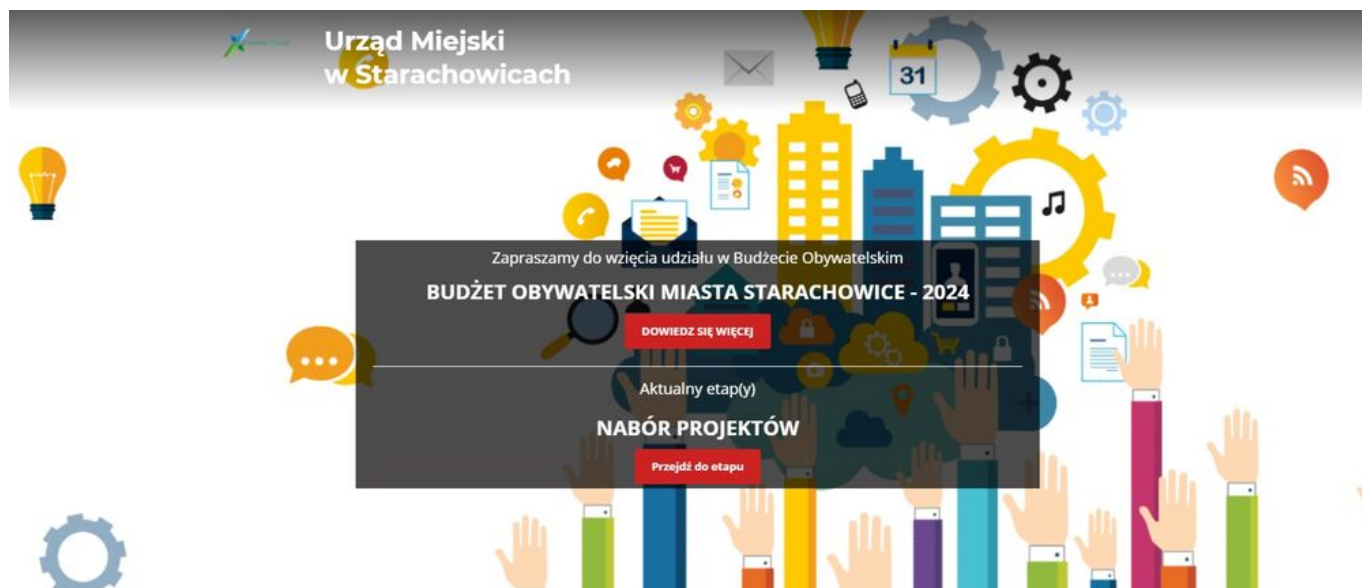 Urząd Miejski
w Starachowicach
31
Zapraszamy do wzięcia udziału w Budżecie Obywatelskim
BUDŻET OBYWATELSKI MIASTA STARACHOWICE - 2024
DOWIEDZ SIĘ WIĘCEJ
Aktualny etap(y)
NABÓR PROJEKTÓW
Przejdź do etapu